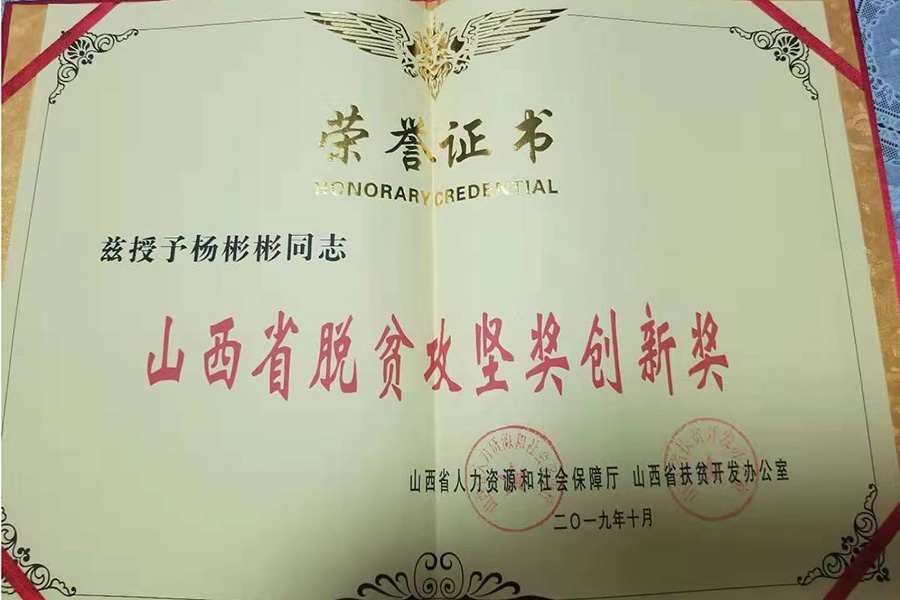 荣誉证书
HONORARY CREDENTIAL
兹授予杨彬彬同志
山西省脱贫攻坚奖创新奖
山西省人力资源和社会保障厅 山西省扶贫开发办公室
二〇一九年十月